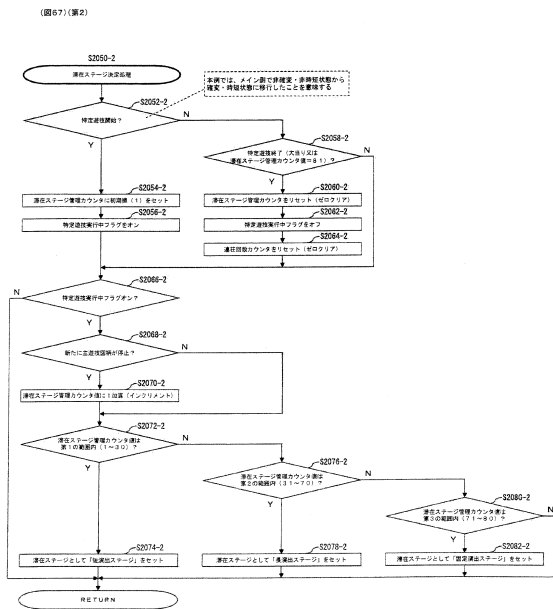 (図67)(第2)
S2050-2
滞在ステージ決定処理
本例では、メイン側で非確変・非時短状態から
確変・時短状態に移行したことを意味する
S2052-2
特定遊技開始?
N
Y
S2058-2
特定遊技終了(大当り又は
滞在ステージ管理カウンタ値=81)?
N
Y
S2054-2
滞在ステージ管理カウンタに初期値(1)をセット
S2056-2
特定遊技実行中フラグをオン
S2060-2
滞在ステージ管理カウンタをリセット(ゼロクリア)
S2062-2
特定遊技実行中フラグをオフ
S2064-2
連荘回数カウンタをリセット(ゼロクリア)
S2066-2
特定遊技実行中フラグオン?
N
Y
S2068-2
新たに主遊技図柄が停止?
N
Y
S2070-2
滞在ステージ管理カウンタ値に1加算(インクリメント)
S2072-2
滞在ステージ管理カウンタ値は
第1の範囲内(1~30)?
N
Y
S2076-2
滞在ステージ管理カウンタ値は
第2の範囲内(31~70)?
N
Y
S2080-2
滞在ステージ管理カウンタ値は
第3の範囲内(71~80)?
N
Y
S2074-2
滞在ステージとして「短演出ステージ」をセット
S2078-2
滞在ステージとして「長演出ステージ」をセット
S2082-2
滞在ステージとして「固定演出ステージ」をセット
RETURN